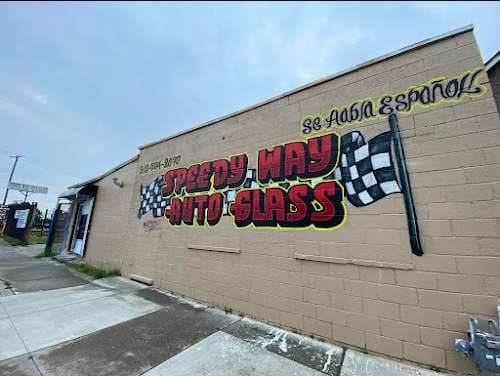 Se Habla Español
SPEEDY WAY
AUTO GLASS